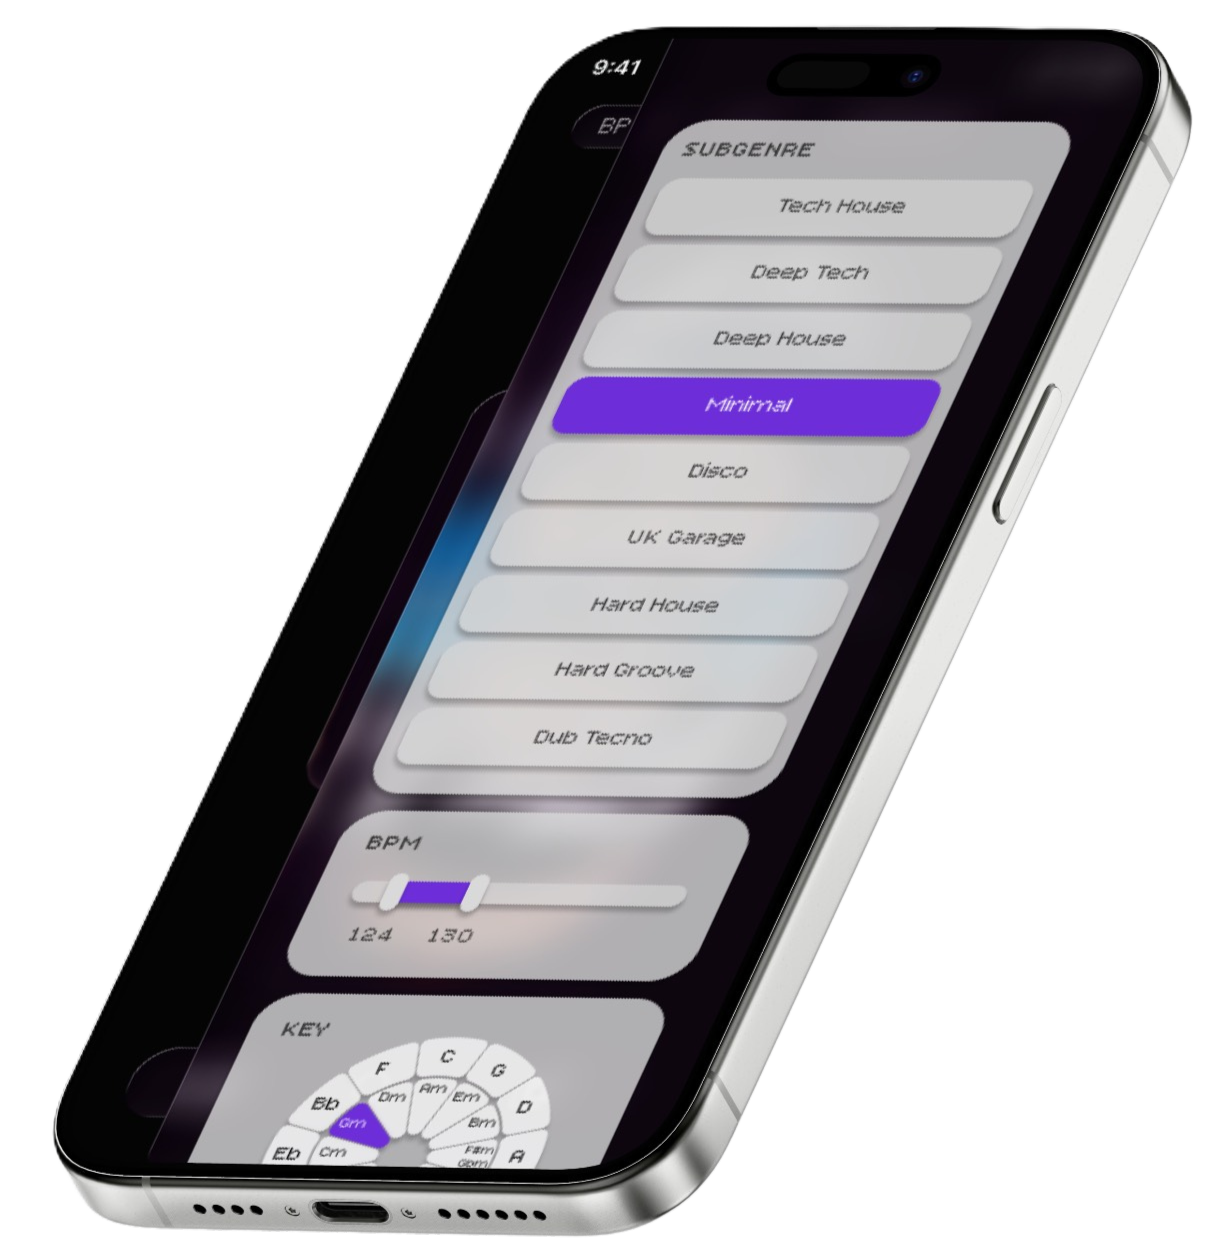 9:41
BP
SUBGENRE
Tech House
Deep Tech
Deep House
Minimal
Disco
UK Garage
Hard House
Hard Groove
Dub Tecno
BPM
124 130
KEY
C
F G
Am
Dm Em
Bb D
Gm Bm
Eb Cm F#m A
Gbm